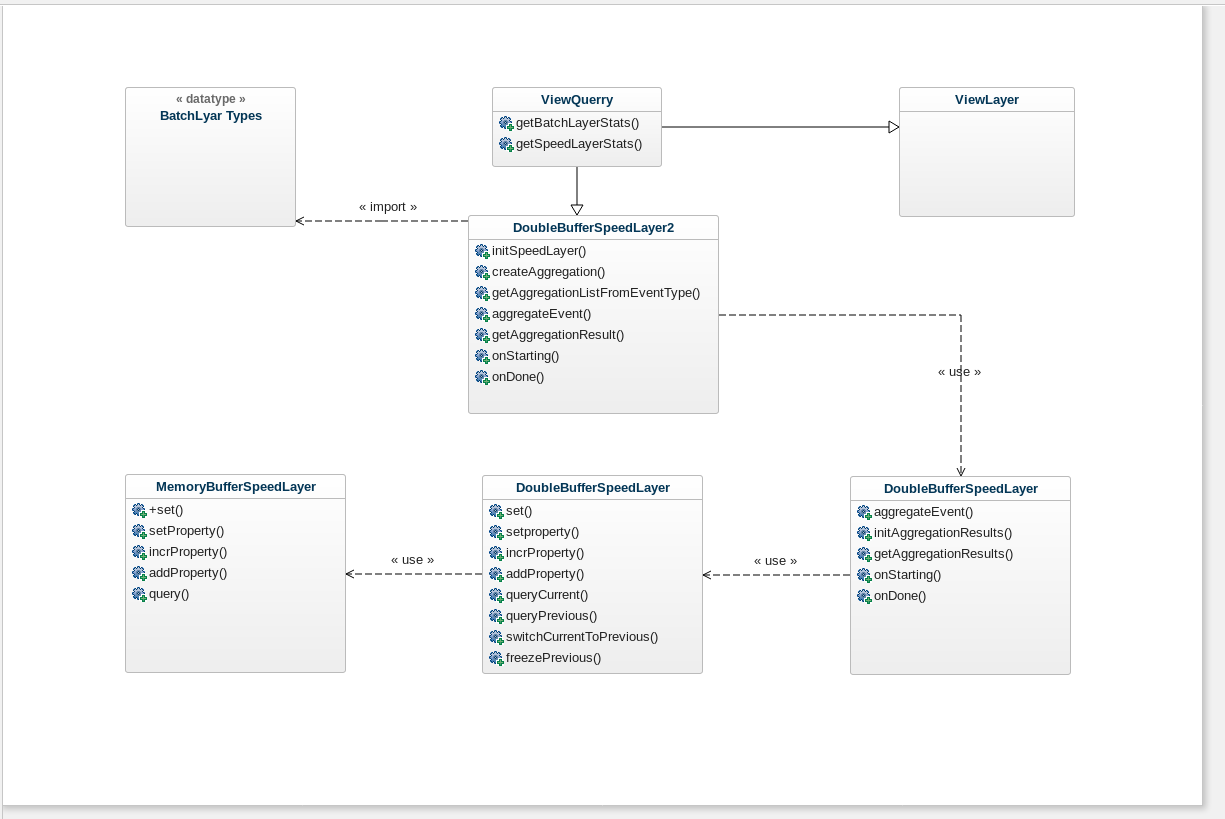 « datatype »
BatchLyar Types
ViewQuerry
getBatchLayerStats()
getSpeedLayerStats()
ViewLayer
« import »
DoubleBufferSpeedLayer2
initSpeedLayer()
createAggregation()
getAggregationListFromEventType()
aggregateEvent()
getAggregationResult()
onStarting()
onDone()
« use »
MemoryBufferSpeedLayer
+set()
setProperty()
incrProperty()
addProperty()
query()
« use »
DoubleBufferSpeedLayer
set()
setproperty()
incrProperty()
addProperty()
queryCurrent()
queryPrevious()
switchCurrentToPrevious()
freezePrevious()
« use »
DoubleBufferSpeedLayer
aggregateEvent()
initAggregationResults()
getAggregationResults()
onStarting()
onDone()